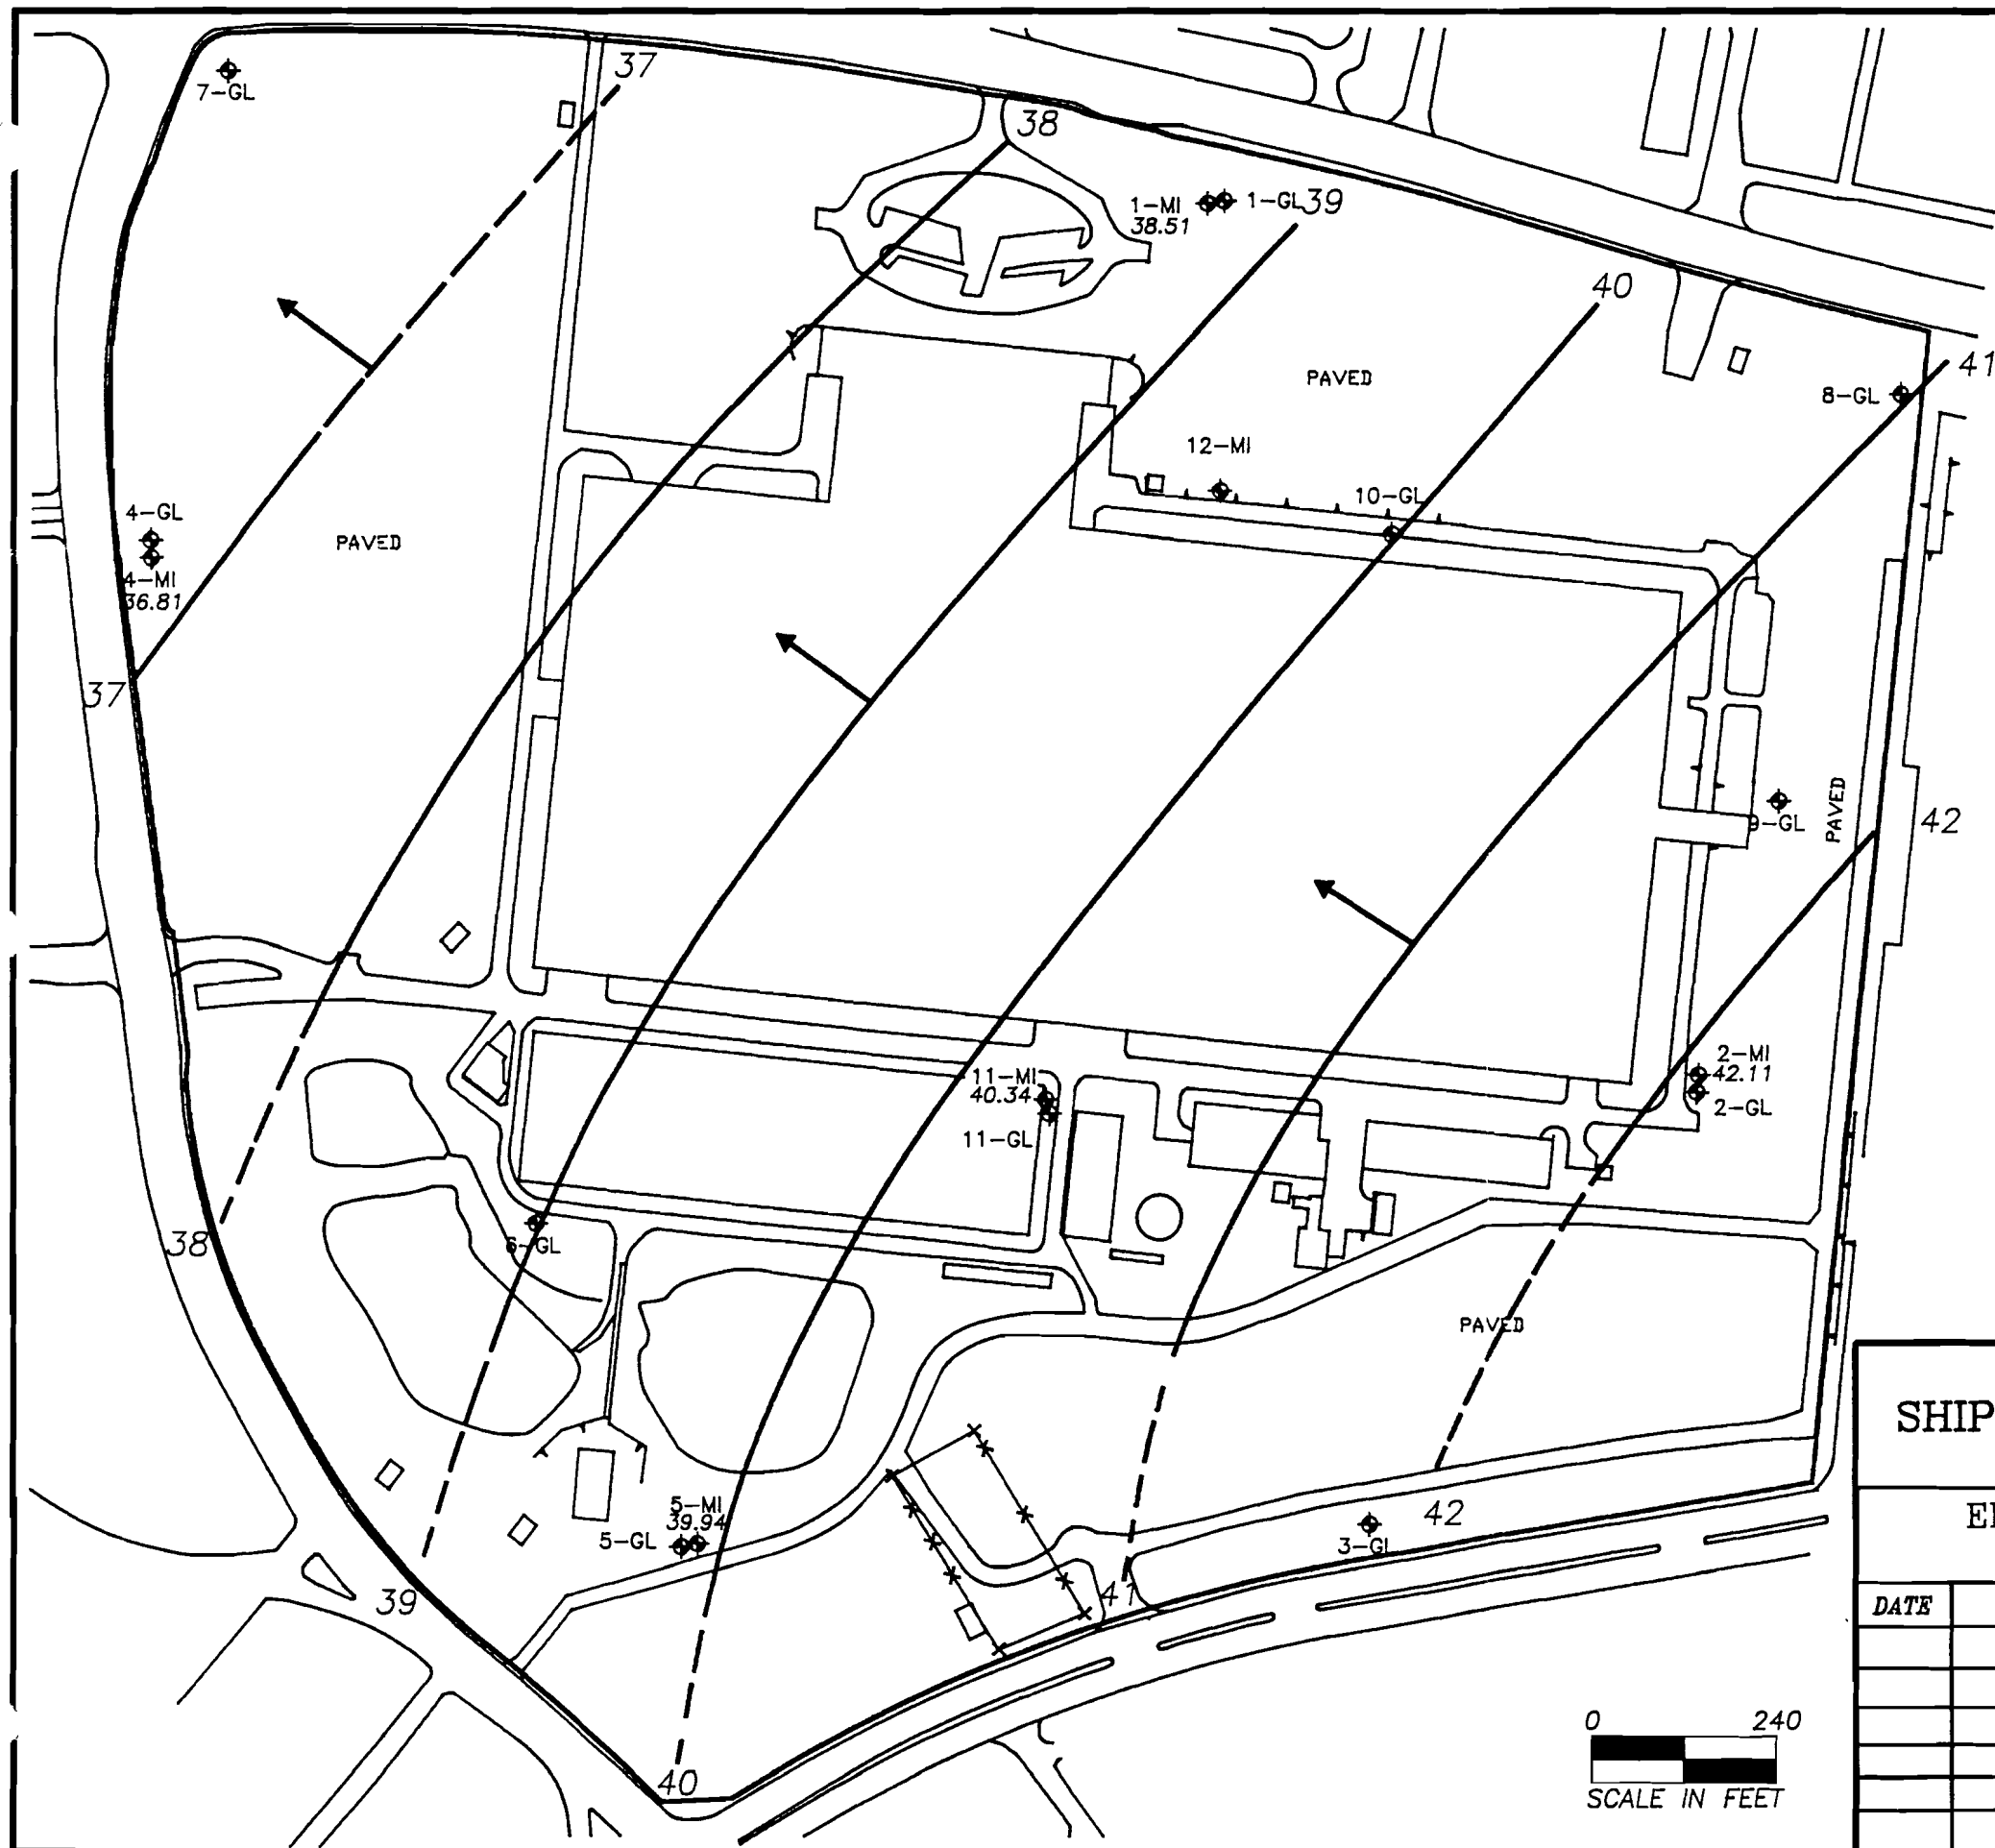 37
7-GL
38
1-MI
38.51
1-GL
39
40
41
PAVED
8-GL
12-MI
10-GL
4-GL
PAVED
4-MI
36.81
37
PAVED
9-GL
42
2-MI
42.11
2-GL
11-MI
40.34
11-GL
38
6-GL
PAVED
SHIP
5-MI
39.94
5-GL
42
3-GL
E
39
41
DATE
0 240
40
SCALE IN FEET